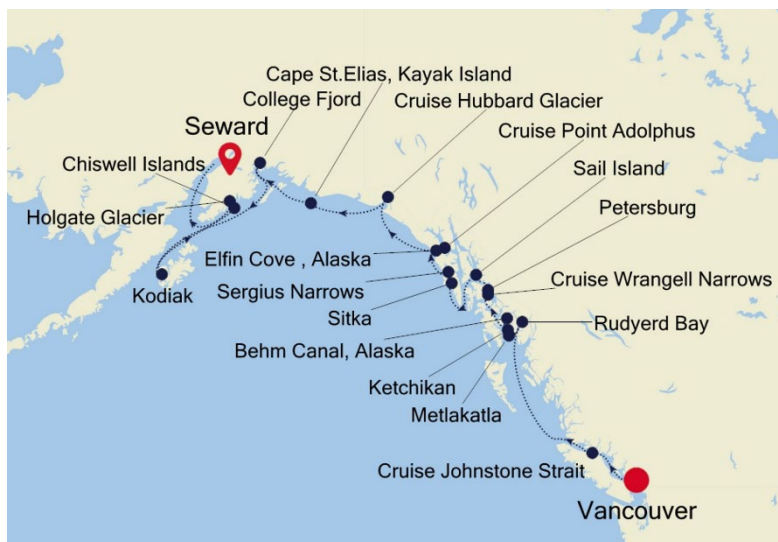 Cape St.Elias, Kayak Island
College Fjord
Cruise Hubbard Glacier
Seward
Cruise Point Adolphus
Chiswell Islands
Sail Island
Holgate Glacier
Petersburg
Elfin Cove , Alaska
Kodiak
Sergius Narrows
Cruise Wrangell Narrows
Sitka
Rudyerd Bay
Behm Canal, Alaska
Ketchikan
Metlakatla
Cruise Johnstone Strait
Vancouver